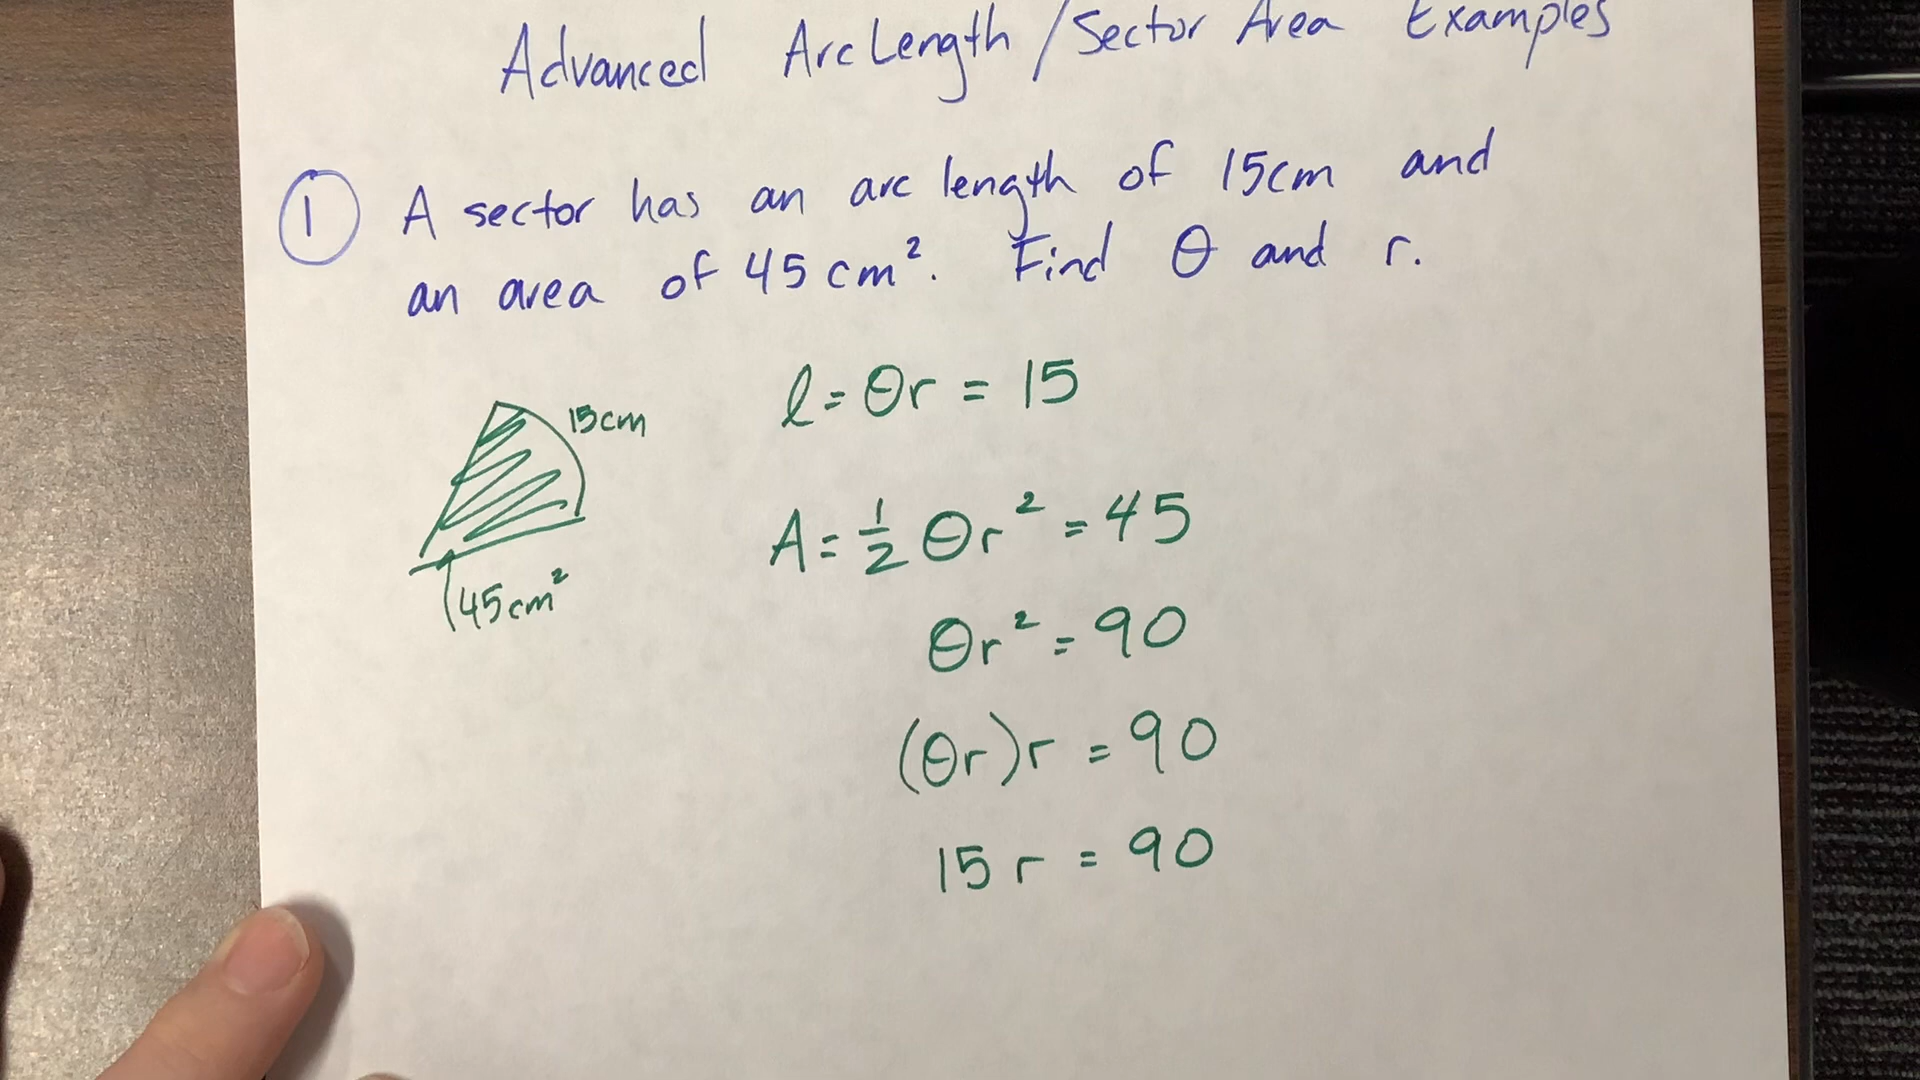 Advanced Arc Length / Sector Area Examples
① A sector has an arc length of 15cm and
an area of 45 cm². Find θ and r.
l = θr = 15
15cm
A = 1/2 θr² = 45
45cm²
θr² = 90
(θr)r = 90
15 r = 90